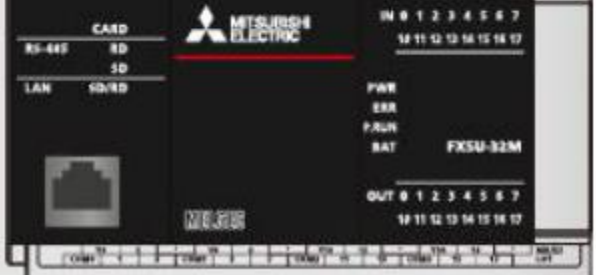 CARD
RS-485 RD
SD
LAN SD/RD
MITSUBISHI
ELECTRIC
IN 0 1 2 3 4 5 6 7
10 11 12 13 14 15 16 17
PWR
ERR
P.RUN
BAT FX5U-32M
OUT 0 1 2 3 4 5 6 7
10 11 12 13 14 15 16 17
MELSEC